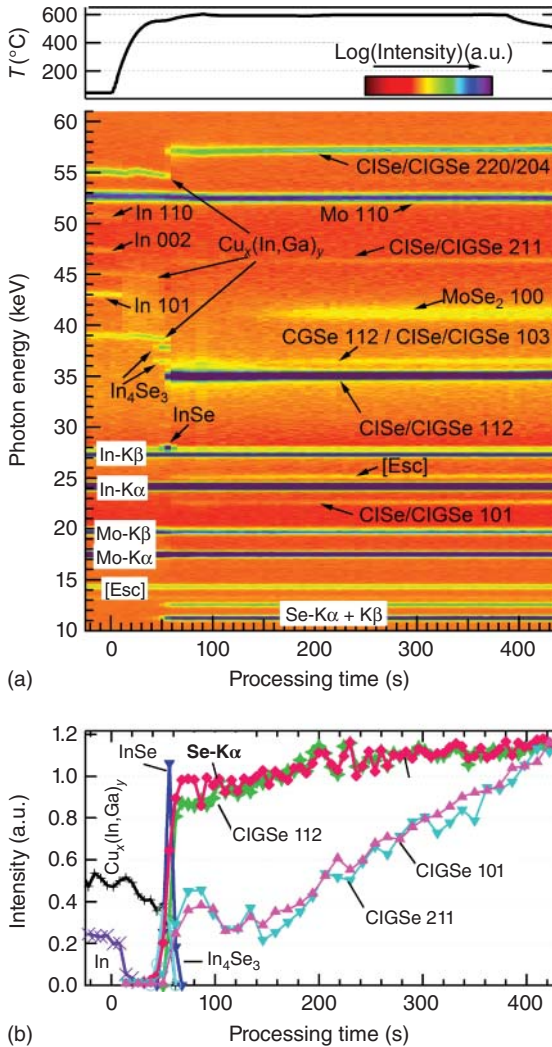 600
400
200
T(°C)
Log(Intensity)(a.u.)
60
55
50
45
40
35
30
25
20
15
10
Photon energy (keV)
CISe/CIGSe 220/204
In 110
Mo 110
In 002
Cuₓ(In,Ga)ᵧ
CISe/CIGSe 211
In 101
MoSe₂ 100
CGSe 112 / CISe/CIGSe 103
In₄Se₃
InSe
CISe/CIGSe 112
In-Kβ
[Esc]
In-Kα
CISe/CIGSe 101
Mo-Kβ
Mo-Kα
[Esc]
Se-Kα + Kβ
0 100 200 300 400
(a) Processing time (s)
1.2
1.0
0.8
0.6
0.4
0.2
0.0
Intensity (a.u.)
InSe
Se-Kα
Cuₓ(In,Ga)ᵧ
CIGSe 112
CIGSe 101
CIGSe 211
In
In₄Se₃
0 100 200 300 400
(b) Processing time (s)